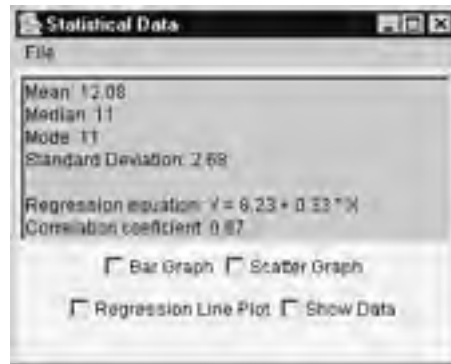 Statistical Data
File
Mean: 12.08
Median: 11
Mode: 11
Standard Deviation: 2.68
Regression equation: Y = 6.23 + 0.33 * X
Correlation coeficient: 0.87
Bar Graph Scatter Graph
Regression Line Plot Show Data